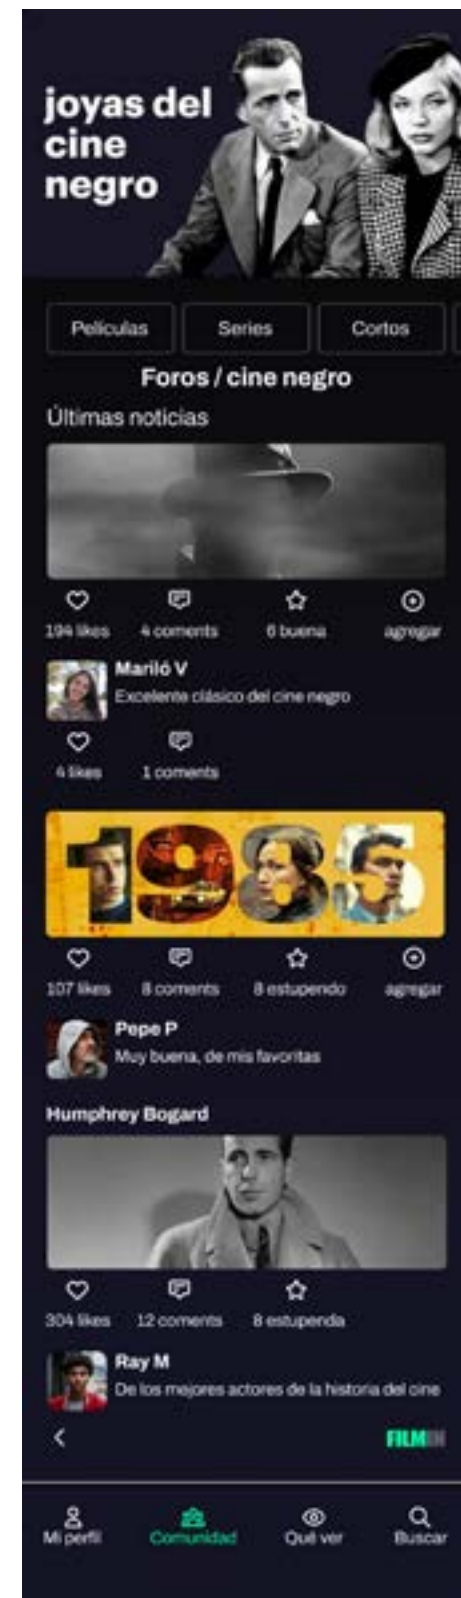 joyas del
cine
negro
Películas Series Cortos
Foros / cine negro
Últimas noticias
194 likes 4 coments 6 buena agregar
Mariló V
Excelente clásico del cine negro
4 likes 1 coments
1985
107 likes 8 coments 8 estupendo agregar
Pepe P
Muy buena, de mis favoritas
Humphrey Bogard
304 likes 12 coments 8 estupenda
Ray M
De los mejores actores de la historia del cine
FILMIN
Mi perfil Comunidad Qué ver Buscar